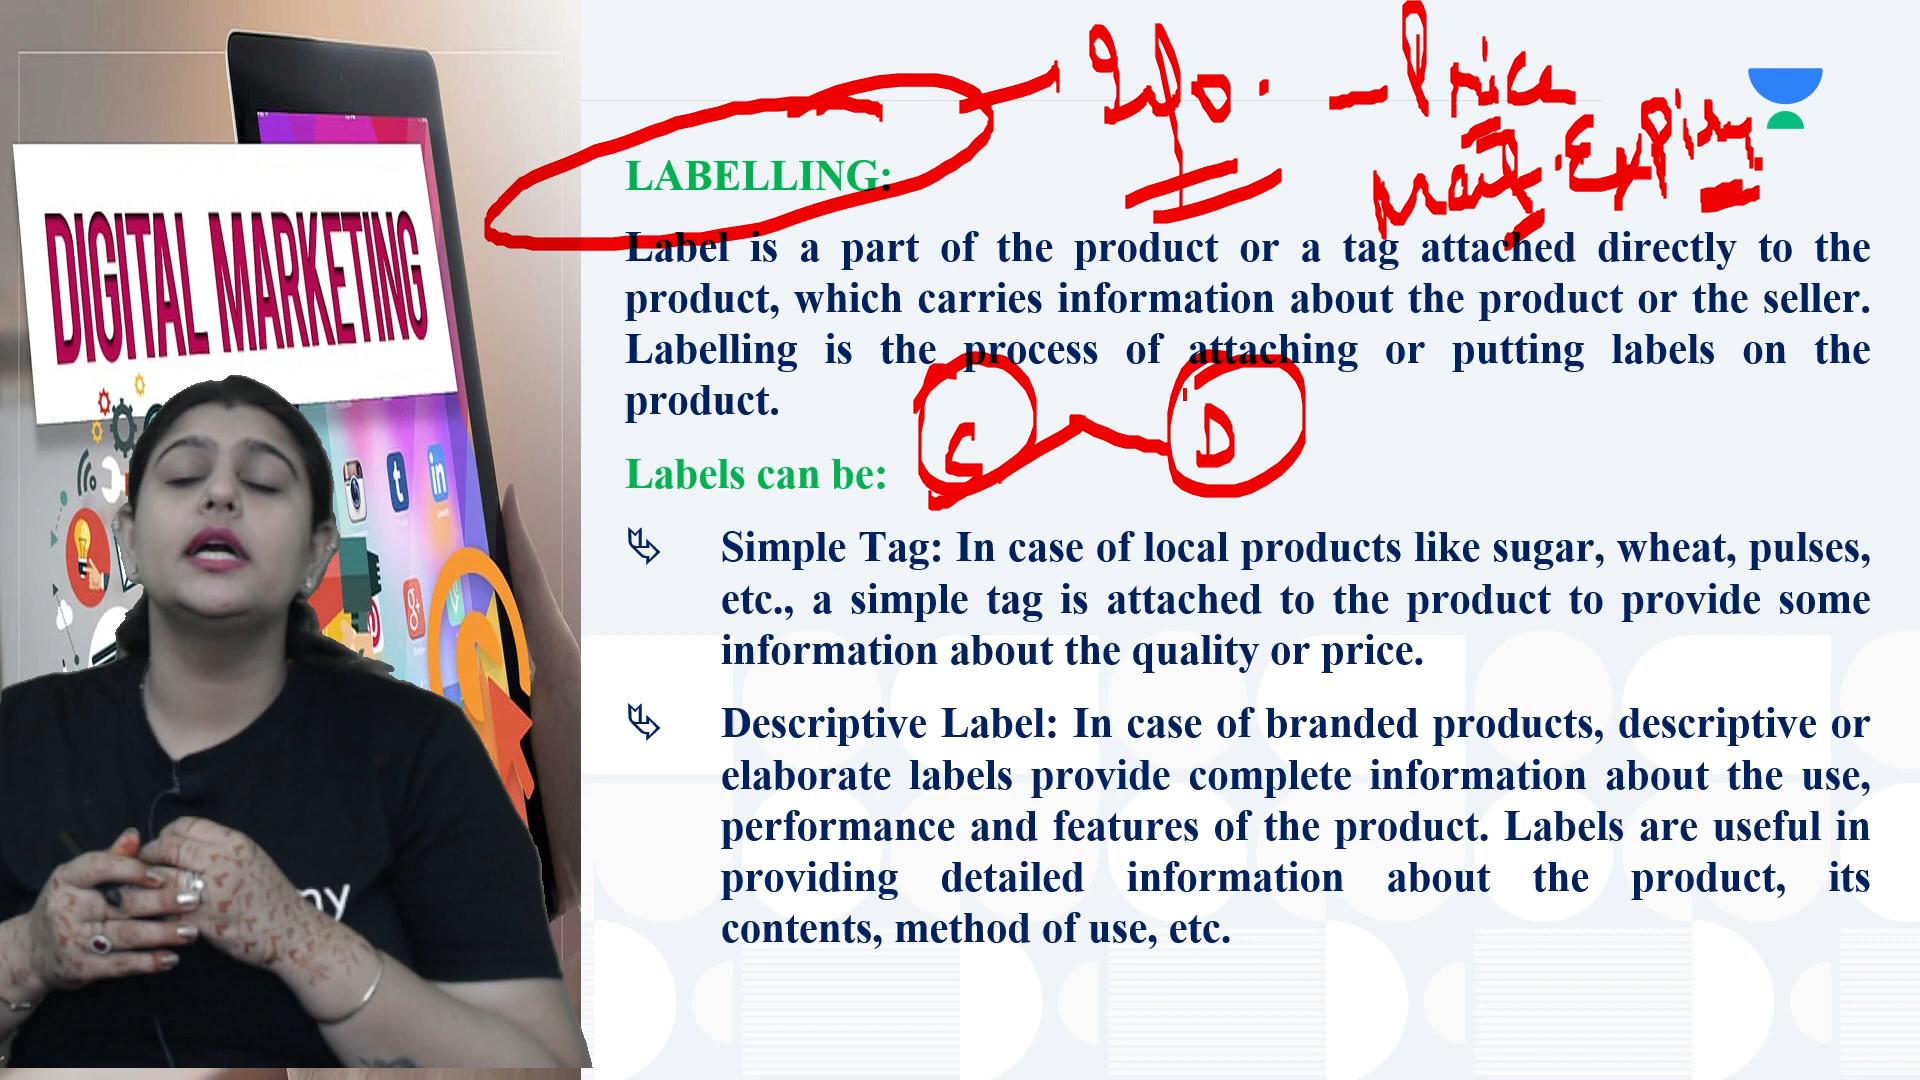 DIGITAL MARKETING
Info.
- Price
Expiry
LABELLING:
Label is a part of the product or a tag attached directly to the
product, which carries information about the product or the seller.
Labelling is the process of attaching or putting labels on the
product.
S
D
Labels can be:
Simple Tag: In case of local products like sugar, wheat, pulses,
etc., a simple tag is attached to the product to provide some
information about the quality or price.
Descriptive Label: In case of branded products, descriptive or
elaborate labels provide complete information about the use,
performance and features of the product. Labels are useful in
providing detailed information about the product, its
contents, method of use, etc.